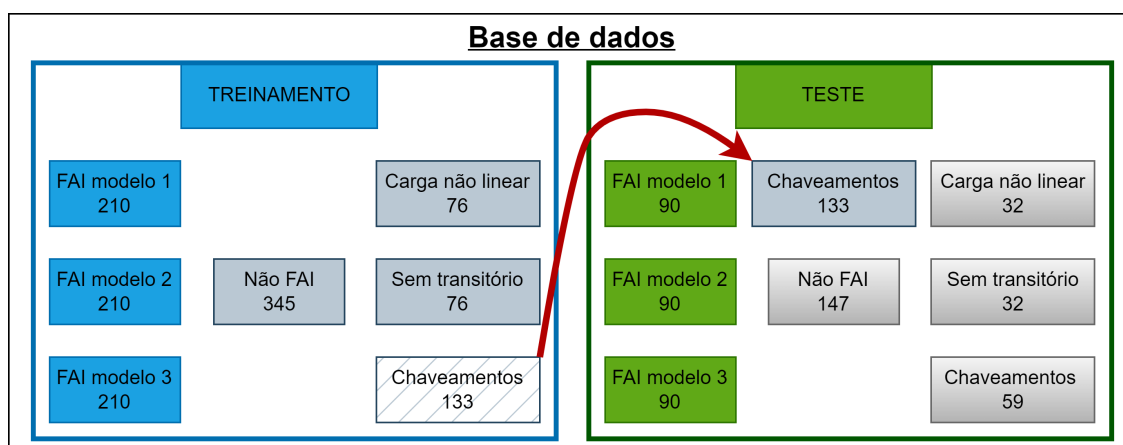 Base de dados
TREINAMENTO
FAI modelo 1
210
Carga não linear
76
FAI modelo 2
210
Não FAI
345
Sem transitório
76
FAI modelo 3
210
Chaveamentos
133
TESTE
FAI modelo 1
90
Chaveamentos
133
Carga não linear
32
FAI modelo 2
90
Não FAI
147
Sem transitório
32
FAI modelo 3
90
Chaveamentos
59